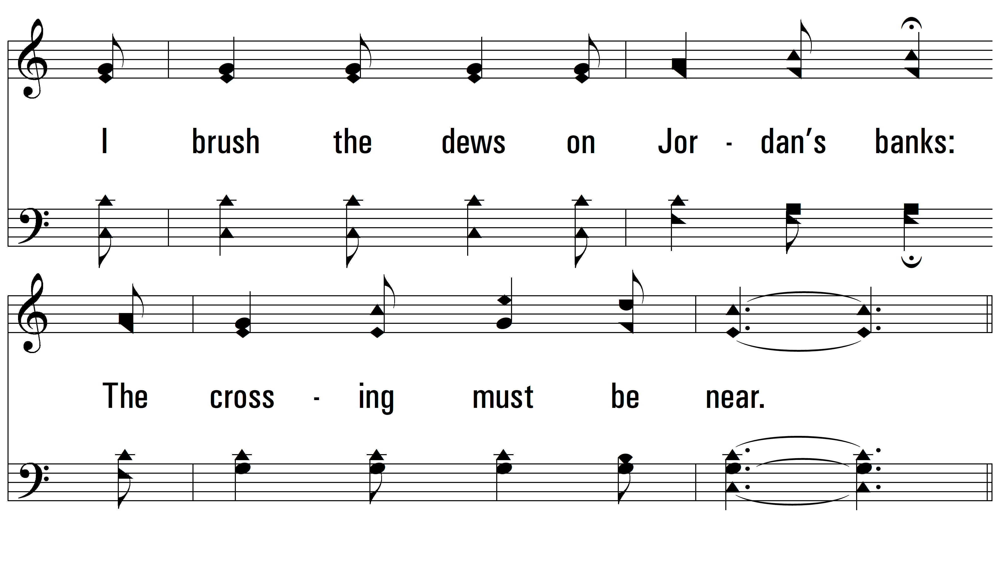 I brush the dews on Jor - dan’s banks:
The cross - ing must be near.